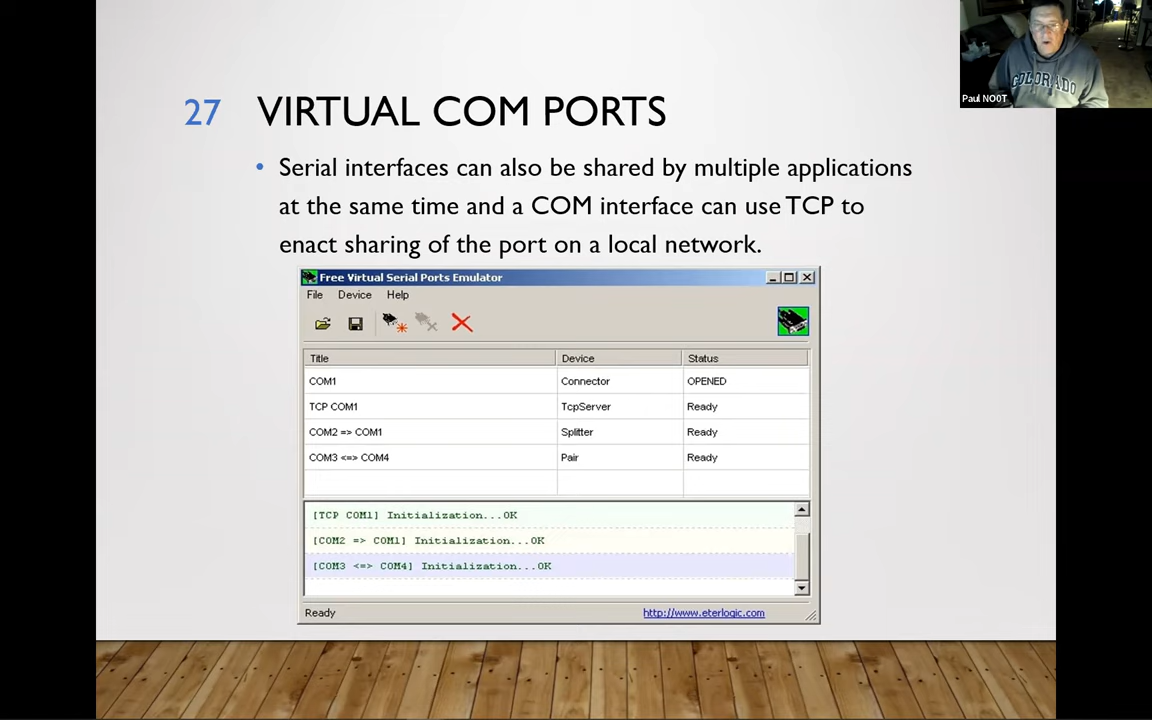 Paul NO0T
COLORADO
27 VIRTUAL COM PORTS
• Serial interfaces can also be shared by multiple applications
at the same time and a COM interface can use TCP to
enact sharing of the port on a local network.
Free Virtual Serial Ports Emulator
File Device Help
Title Device Status
COM1 Connector OPENED
TCP COM1 TcpServer Ready
COM2 => COM1 Splitter Ready
COM3 <=> COM4 Pair Ready
[TCP COM1] Initialization...OK
[COM2 => COM1] Initialization...OK
[COM3 <=> COM4] Initialization...OK
Ready http://www.eterlogic.com